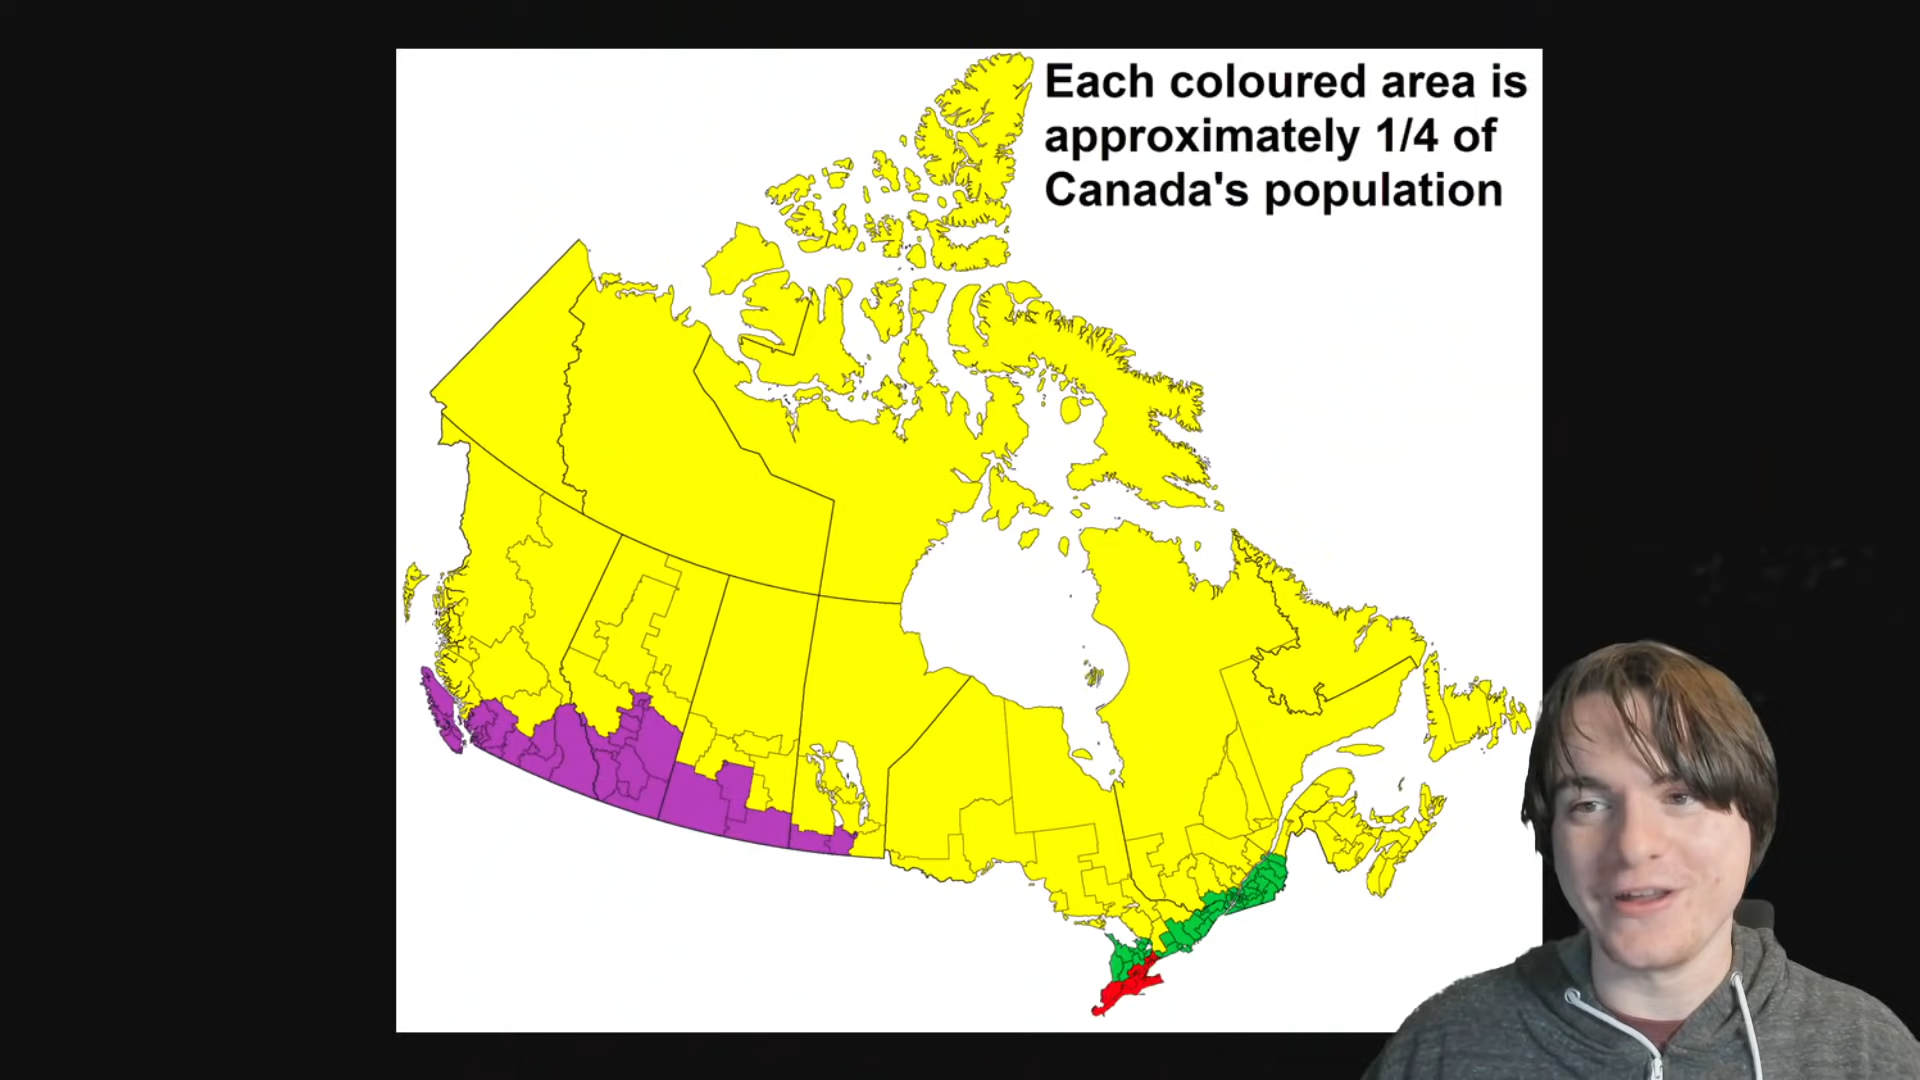 Each coloured area is
approximately 1/4 of
Canada's population